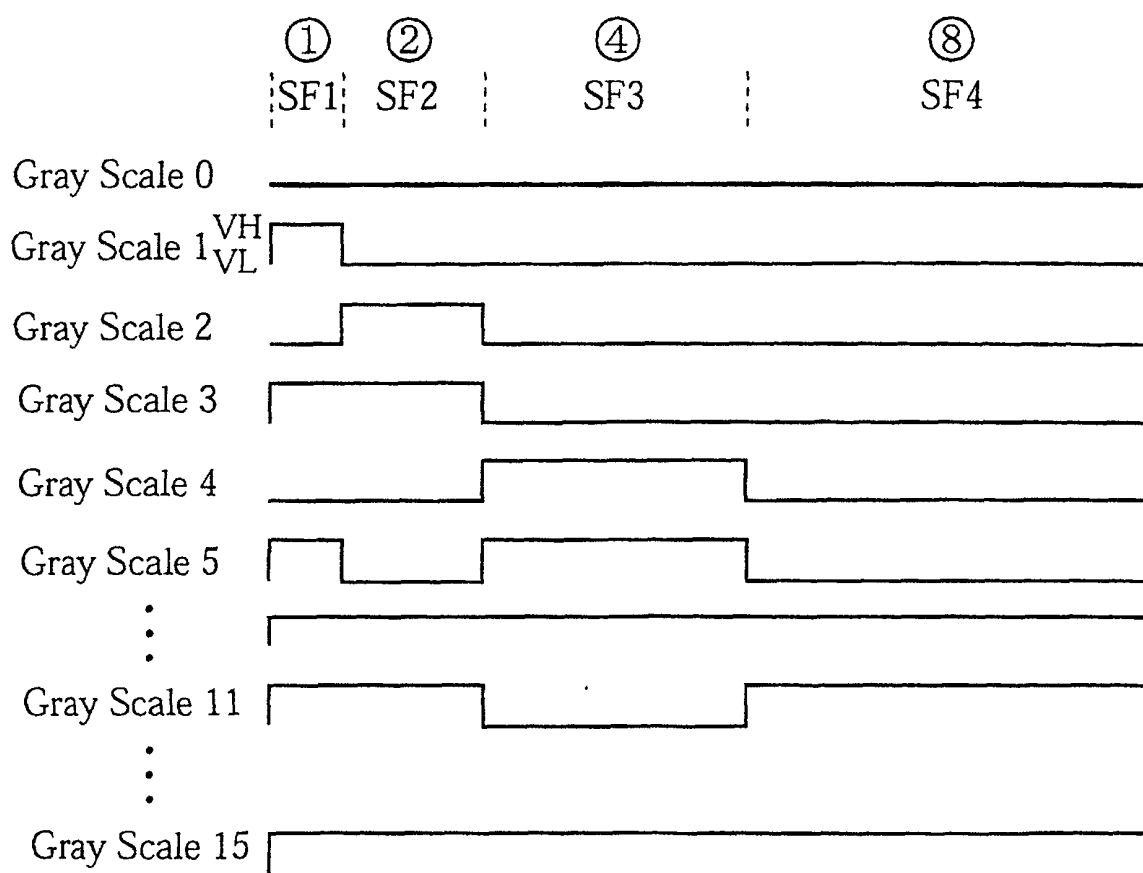 ① ② ④ ⑧
SF1 SF2 SF3 SF4
Gray Scale 0
Gray Scale 1 VH
VL
Gray Scale 2
Gray Scale 3
Gray Scale 4
Gray Scale 5
Gray Scale 11
Gray Scale 15